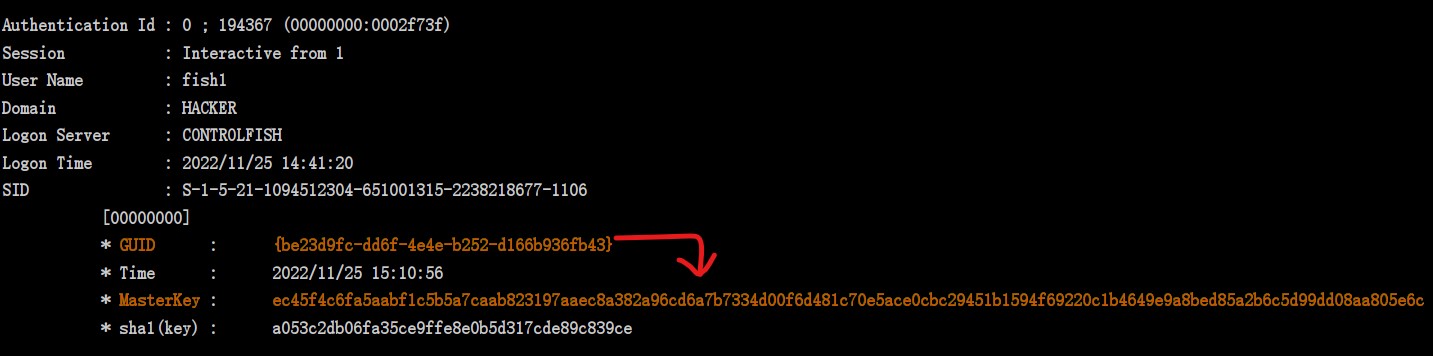 Authentication Id : 0 ; 194367 (00000000:0002f73f)
Session           : Interactive from 1
User Name         : fish1
Domain            : HACKER
Logon Server      : CONTROLFISH
Logon Time        : 2022/11/25 14:41:20
SID               : S-1-5-21-1094512304-651001315-2238218677-1106
[00000000]
* GUID      :     {be23d9fc-dd6f-4e4e-b252-d166b936fb43}
* Time      :     2022/11/25 15:10:56
* MasterKey :     ec45f4c6fa5aabf1c5b5a7caab823197aaec8a382a96cd6a7b7334d00f6d481c70e5ace0cbc29451b1594f69220c1b4649e9a8bed85a2b6c5d99dd08aa805e6c
* sha1(key) :     a053c2db06fa35ce9ffe8e0b5d317cde89c839ce